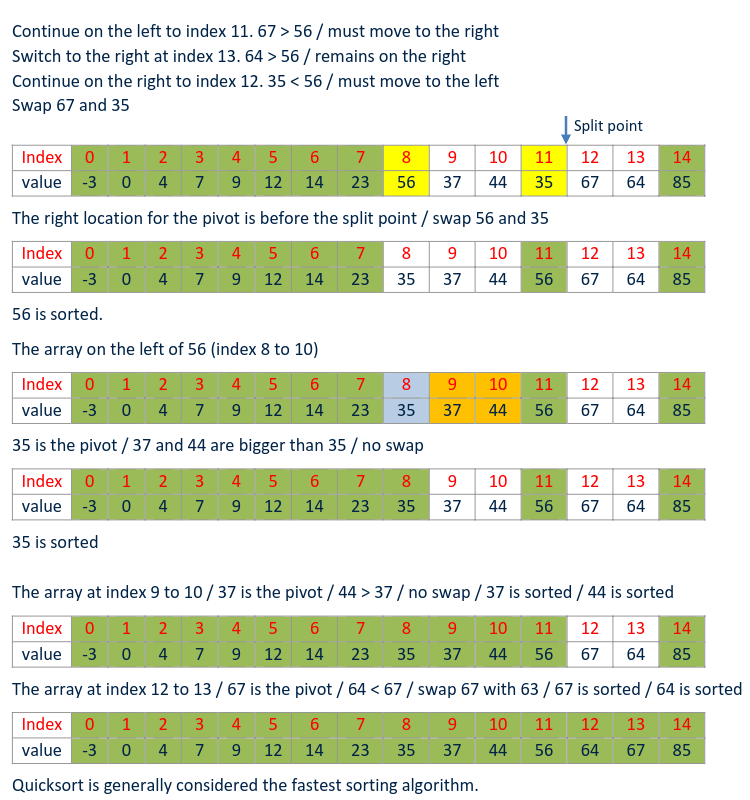 Continue on the left to index 11. 67 > 56 / must move to the right
Switch to the right at index 13. 64 > 56 / remains on the right
Continue on the right to index 12. 35 < 56 / must move to the left
Swap 67 and 35
Split point
Index 0 1 2 3 4 5 6 7 8 9 10 11 12 13 14
value -3 0 4 7 9 12 14 23 56 37 44 35 67 64 85
The right location for the pivot is before the split point / swap 56 and 35
Index 0 1 2 3 4 5 6 7 8 9 10 11 12 13 14
value -3 0 4 7 9 12 14 23 35 37 44 56 67 64 85
56 is sorted.
The array on the left of 56 (index 8 to 10)
Index 0 1 2 3 4 5 6 7 8 9 10 11 12 13 14
value -3 0 4 7 9 12 14 23 35 37 44 56 67 64 85
35 is the pivot / 37 and 44 are bigger than 35 / no swap
Index 0 1 2 3 4 5 6 7 8 9 10 11 12 13 14
value -3 0 4 7 9 12 14 23 35 37 44 56 67 64 85
35 is sorted
The array at index 9 to 10 / 37 is the pivot / 44 > 37 / no swap / 37 is sorted / 44 is sorted
Index 0 1 2 3 4 5 6 7 8 9 10 11 12 13 14
value -3 0 4 7 9 12 14 23 35 37 44 56 67 64 85
The array at index 12 to 13 / 67 is the pivot / 64 < 67 / swap 67 with 63 / 67 is sorted / 64 is sorted
Index 0 1 2 3 4 5 6 7 8 9 10 11 12 13 14
value -3 0 4 7 9 12 14 23 35 37 44 56 64 67 85
Quicksort is generally considered the fastest sorting algorithm.